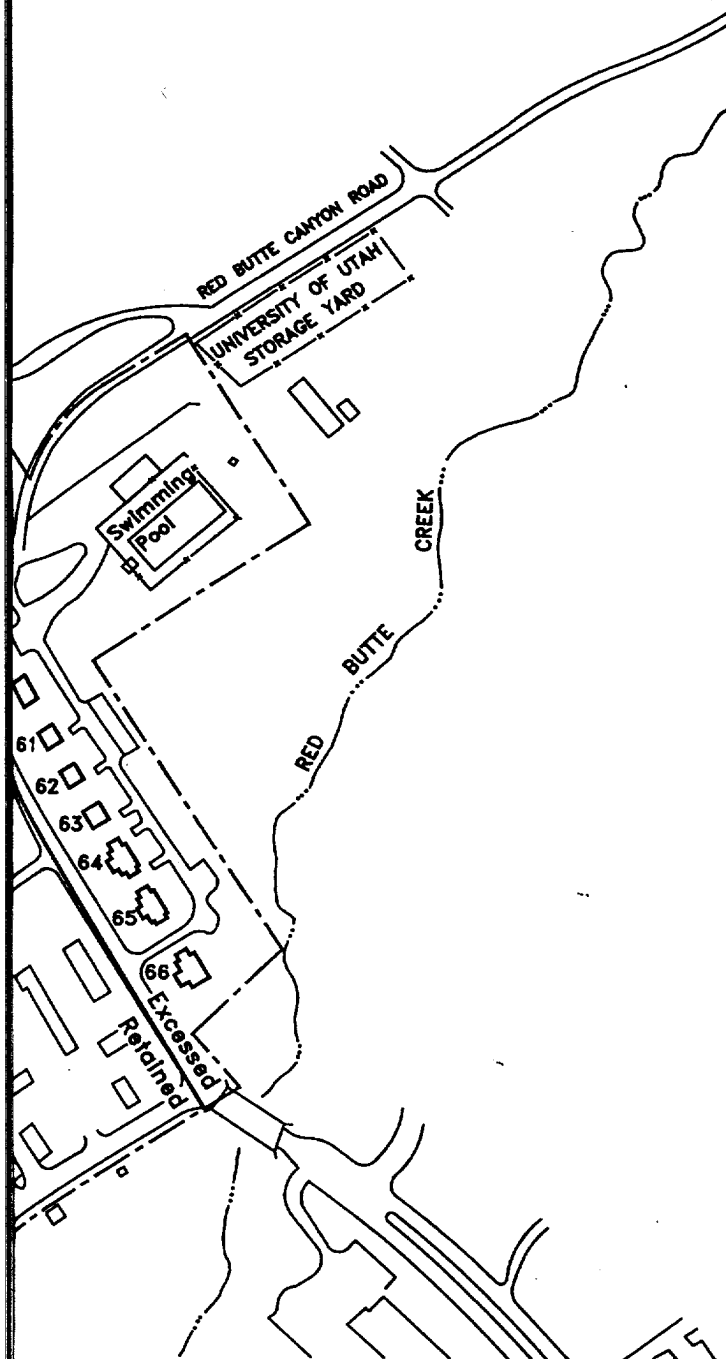 RED BUTTE CANYON ROAD
UNIVERSITY OF UTAH
STORAGE YARD
Swimming
Pool
CREEK
BUTTE
RED
61
62
63
64
65
66
Excessed
Retained